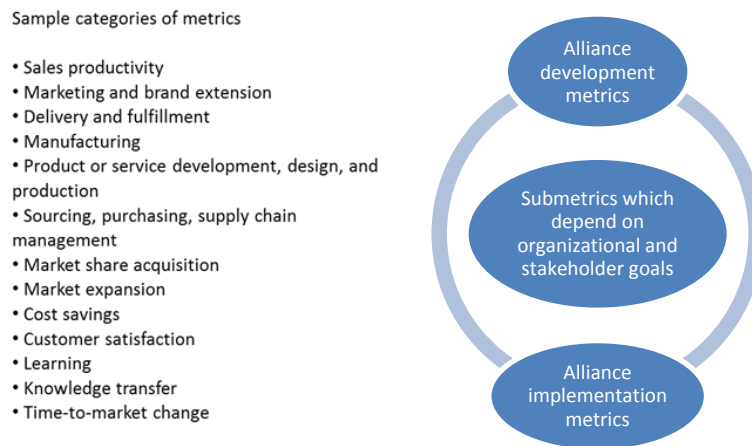 Sample categories of metrics
• Sales productivity
• Marketing and brand extension
• Delivery and fulfillment
• Manufacturing
• Product or service development, design, and
production
• Sourcing, purchasing, supply chain
management
• Market share acquisition
• Market expansion
• Cost savings
• Customer satisfaction
• Learning
• Knowledge transfer
• Time-to-market change
Alliance
development
metrics
Submetrics which
depend on
organizational and
stakeholder goals
Alliance
implementation
metrics